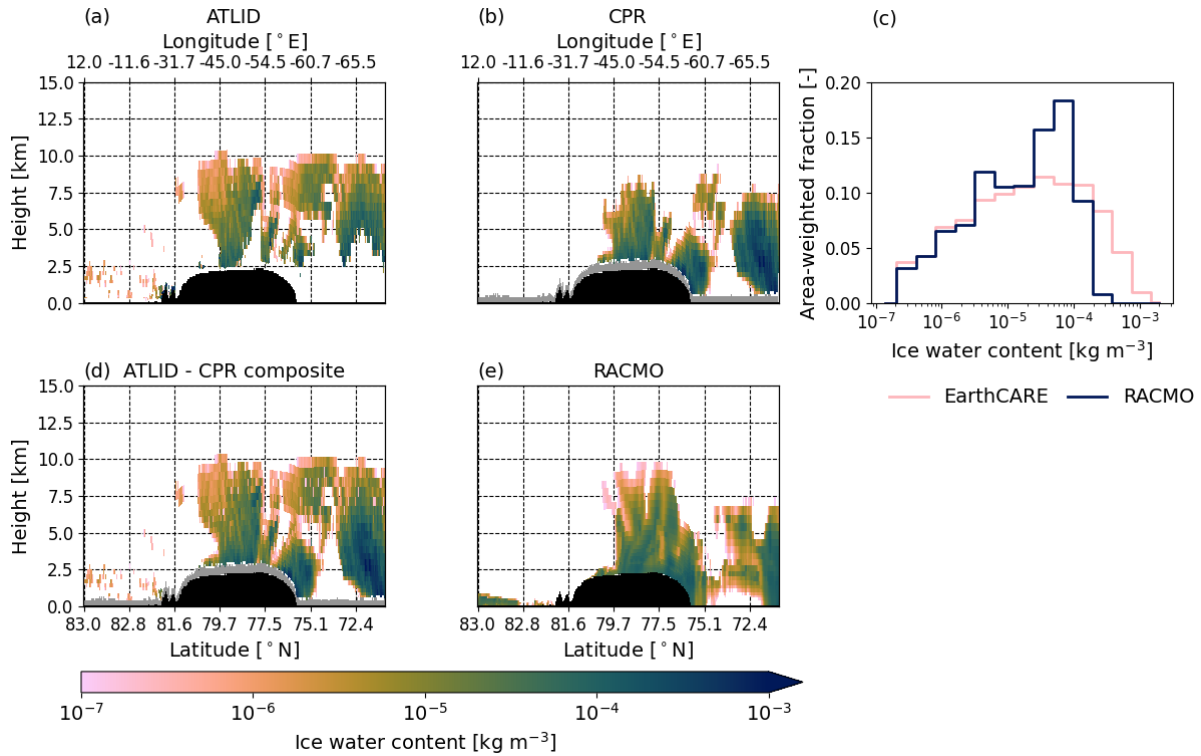 (a) ATLID
Longitude [°E]
12.0 -11.6 -31.7 -45.0 -54.5 -60.7 -65.5
15.0
12.5
10.0
7.5
5.0
2.5
0.0
Height [km]
(b) CPR
Longitude [°E]
12.0 -11.6 -31.7 -45.0 -54.5 -60.7 -65.5
(c)
Area-weighted fraction [-]
0.20
0.15
0.10
0.05
0.00
10⁻⁷ 10⁻⁶ 10⁻⁵ 10⁻⁴ 10⁻³
Ice water content [kg m⁻³]
EarthCARE RACMO
(d) ATLID - CPR composite
15.0
12.5
10.0
7.5
5.0
2.5
0.0
Height [km]
83.0 82.8 81.6 79.7 77.5 75.1 72.4
Latitude [°N]
(e) RACMO
83.0 82.8 81.6 79.7 77.5 75.1 72.4
Latitude [°N]
10⁻⁷ 10⁻⁶ 10⁻⁵ 10⁻⁴ 10⁻³
Ice water content [kg m⁻³]